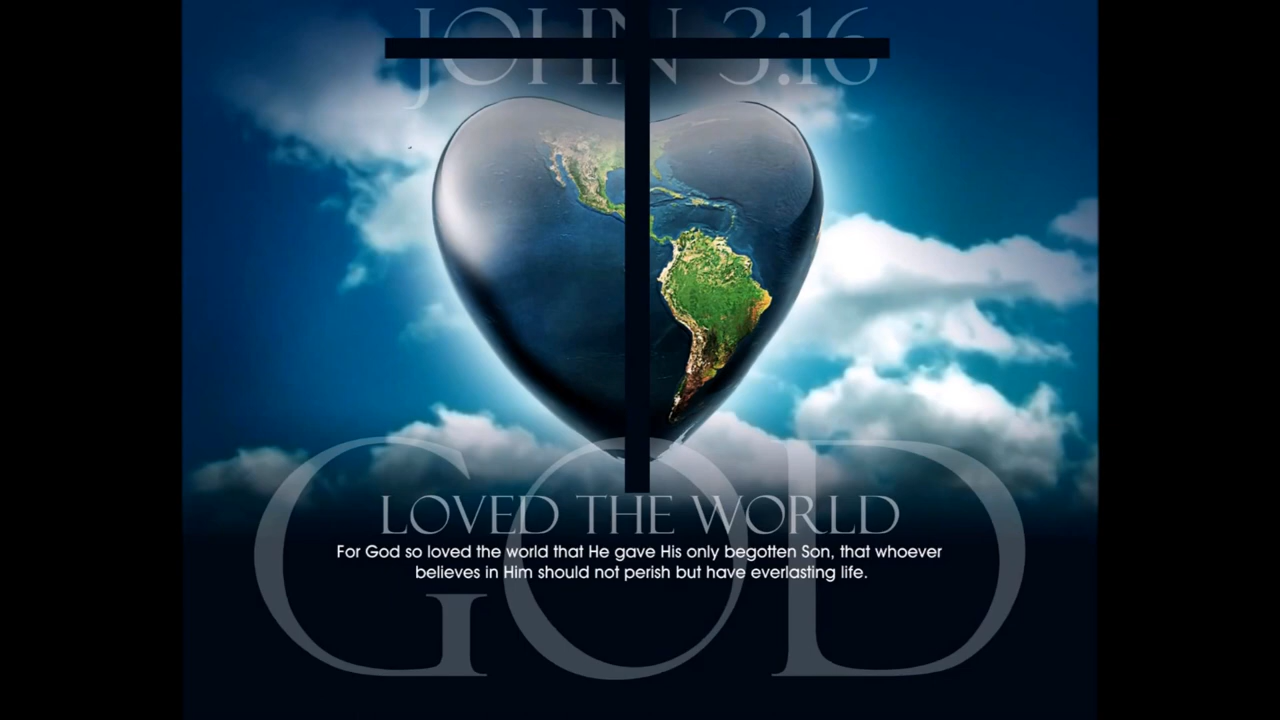 JOHN 3:16
GOD
LOVED THE WORLD
For God so loved the world that He gave His only begotten Son, that whoever
believes in Him should not perish but have everlasting life.